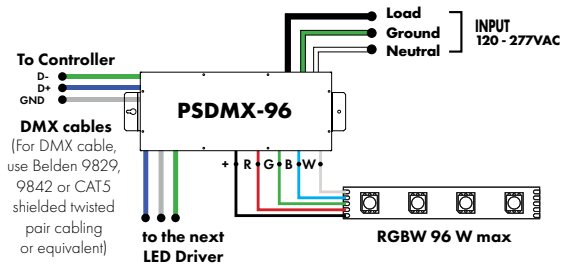 Load
Ground
Neutral
INPUT
120 - 277VAC
To Controller
D-
D+
GND
PSDMX-96
DMX cables
(For DMX cable,
use Belden 9829,
9842 or CAT5
shielded twisted
pair cabling
or equivalent)
+ R G B W
to the next
LED Driver
RGBW 96 W max